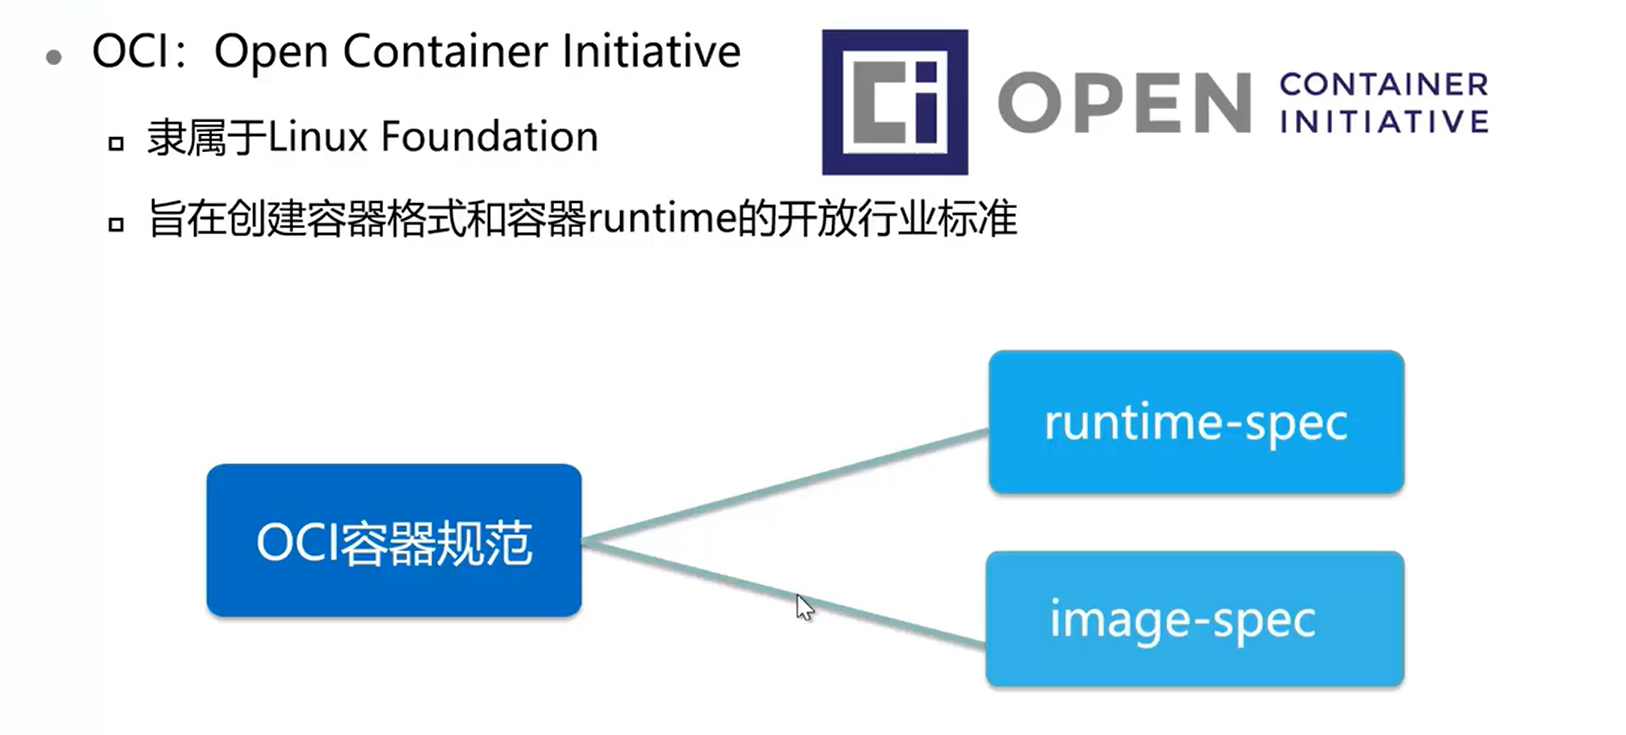 OCI：Open Container Initiative
隶属于Linux Foundation
旨在创建容器格式和容器runtime的开放行业标准
Ci OPEN CONTAINER
INITIATIVE
OCI容器规范
runtime-spec
image-spec